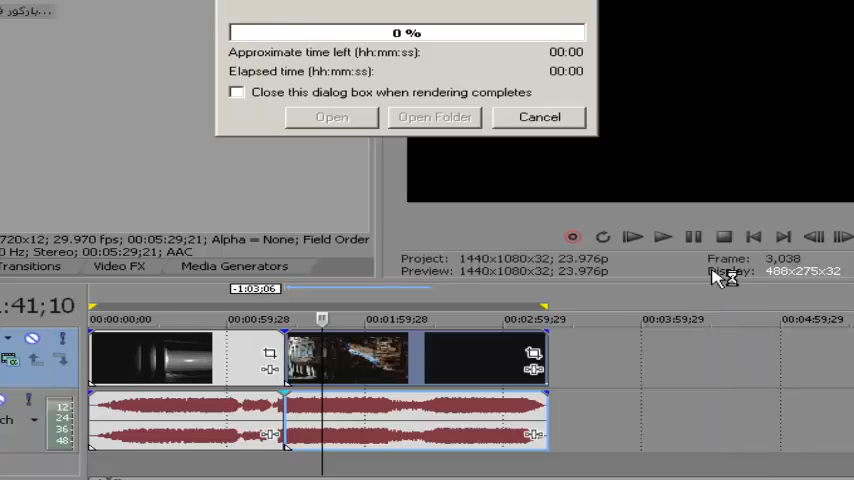 بازکور ف...
0 %
Approximate time left (hh:mm:ss): 00:00
Elapsed time (hh:mm:ss): 00:00
Close this dialog box when rendering completes
Open Open Folder Cancel
720x12; 29.970 fps; 00:05:29;21; Alpha = None; Field Order
0 Hz; Stereo; 00:05:29;21; AAC
Transitions Video FX Media Generators
Project: 1440x1080x32; 23.976p Frame: 3,038
Preview: 1440x1080x32; 23.976p Display: 488x275x32
:41;10
-1:03;06
00:00:00;00 00:00:59;28 00:01:59;28 00:02:59;29 00:03:59;29 00:04:59;29
12
24
36
48
ch